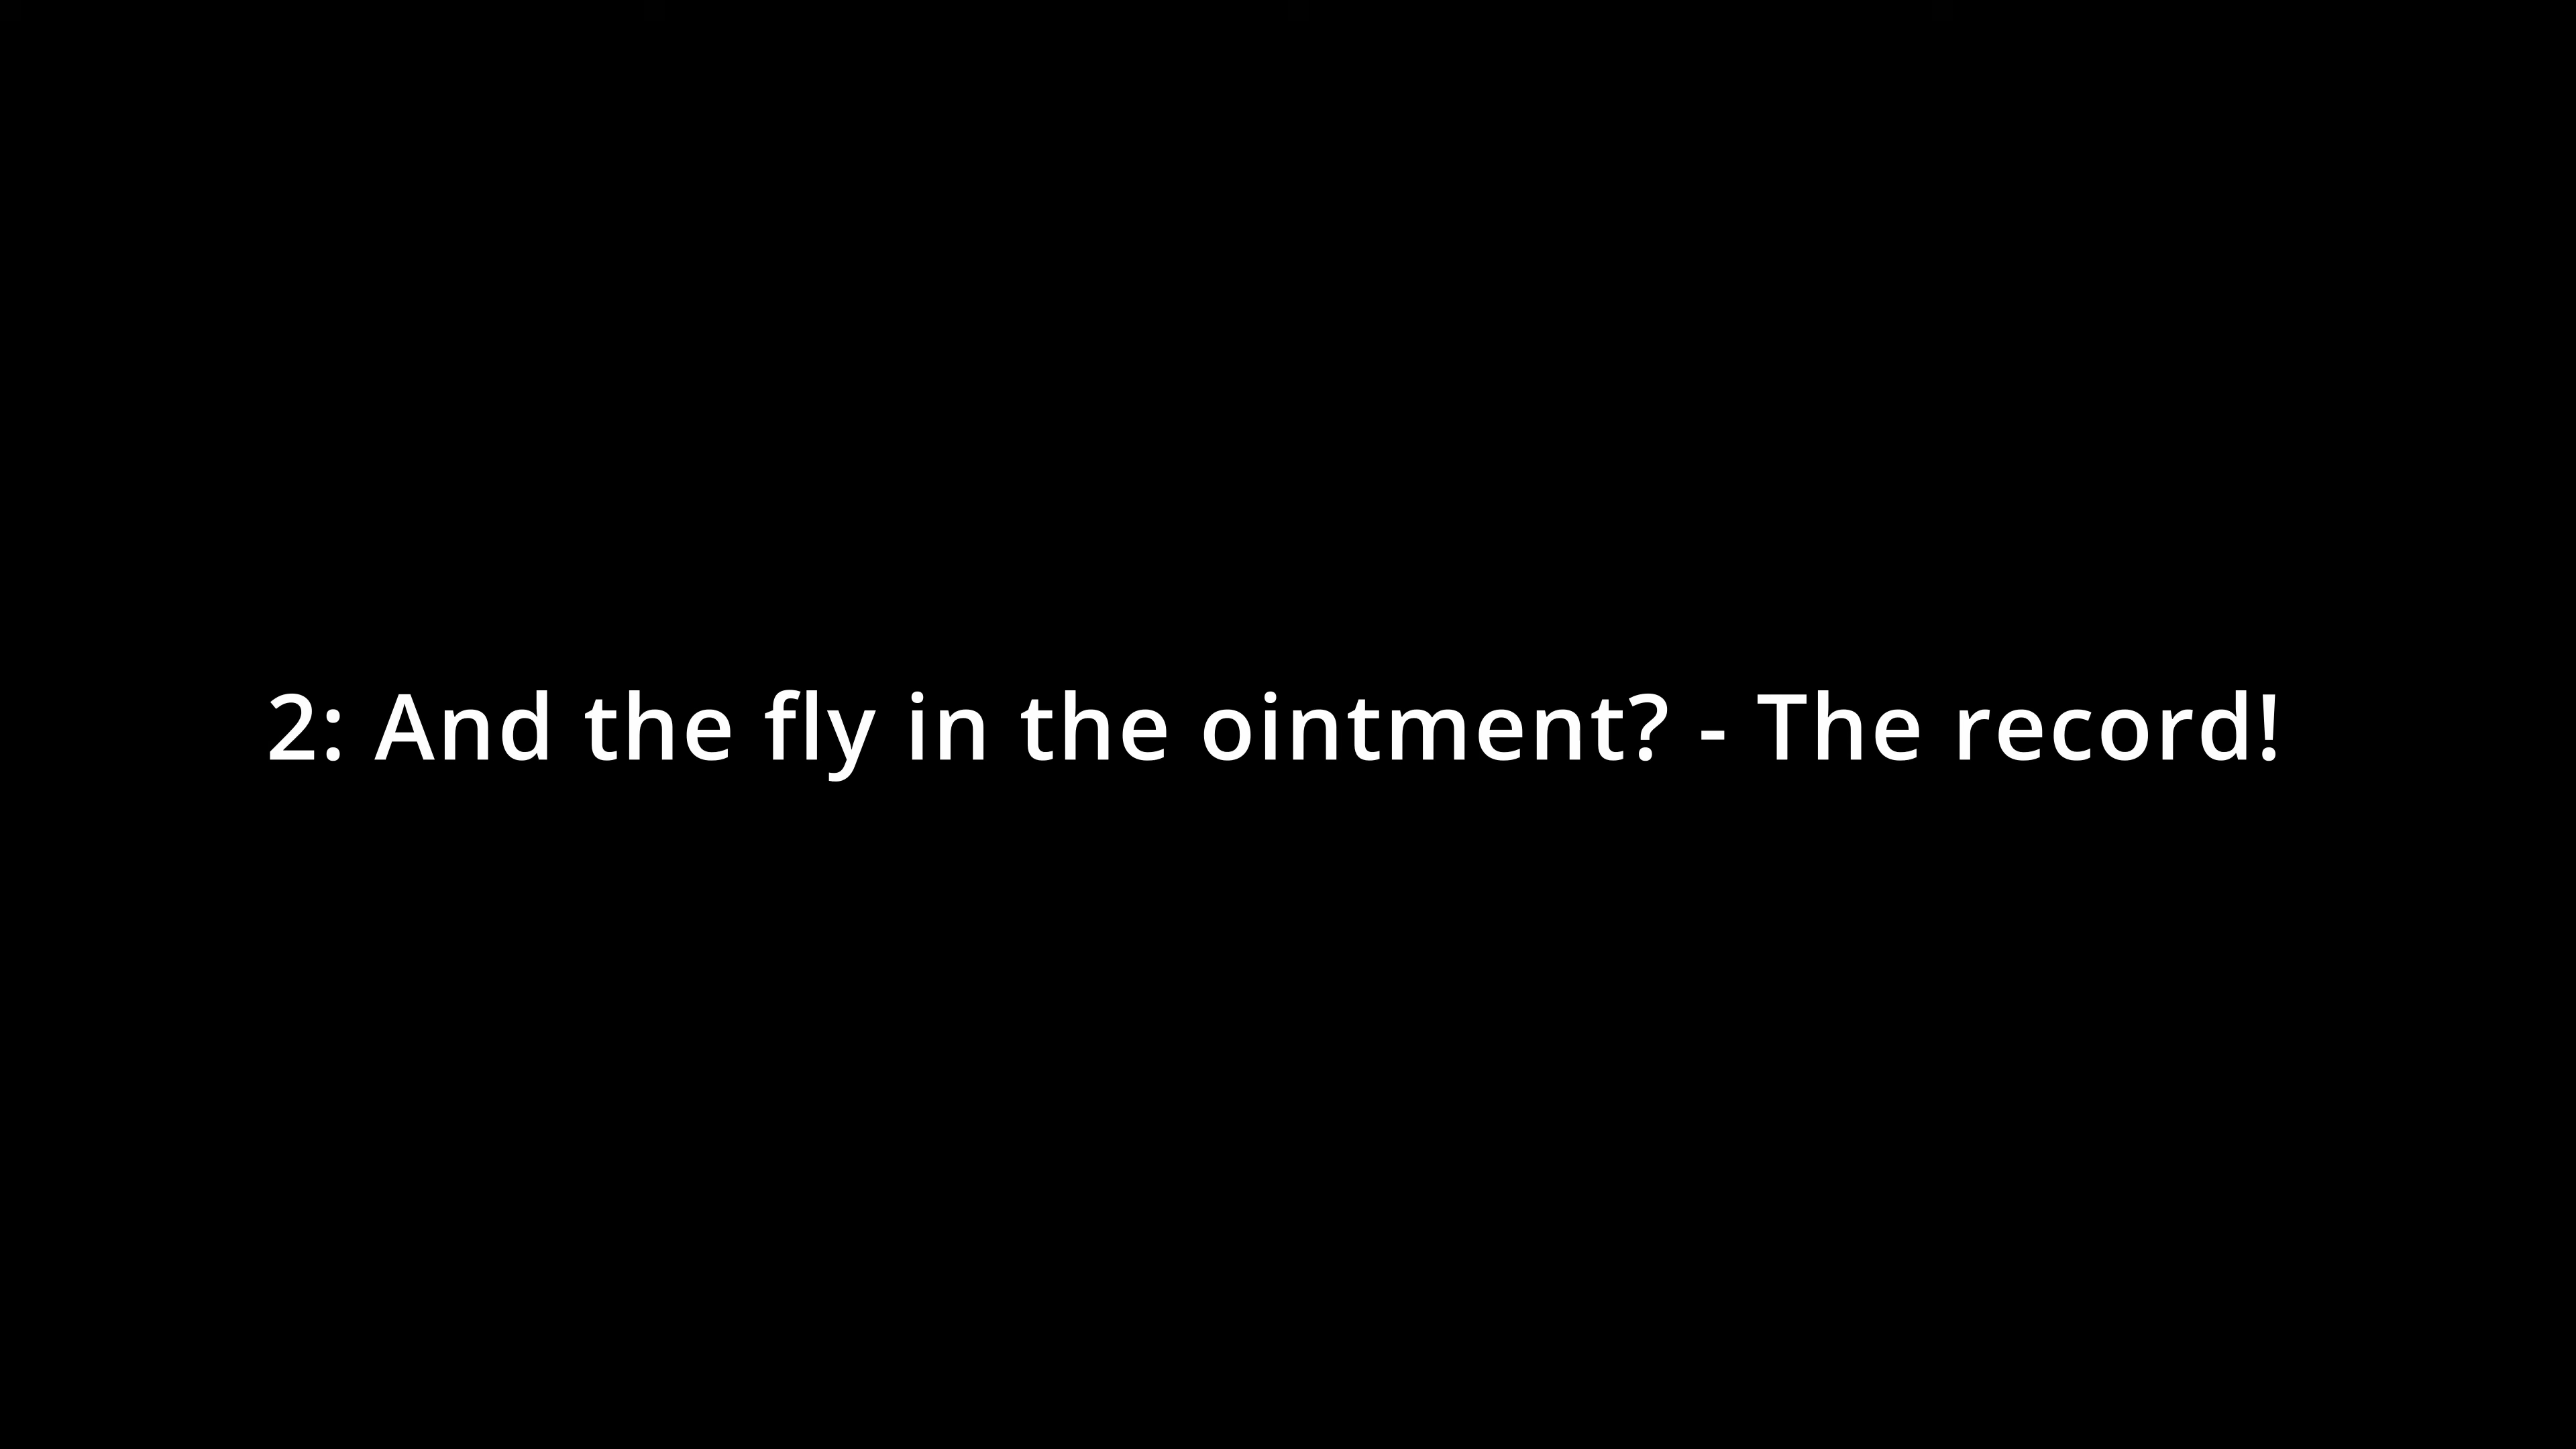 2: And the fly in the ointment? - The record!